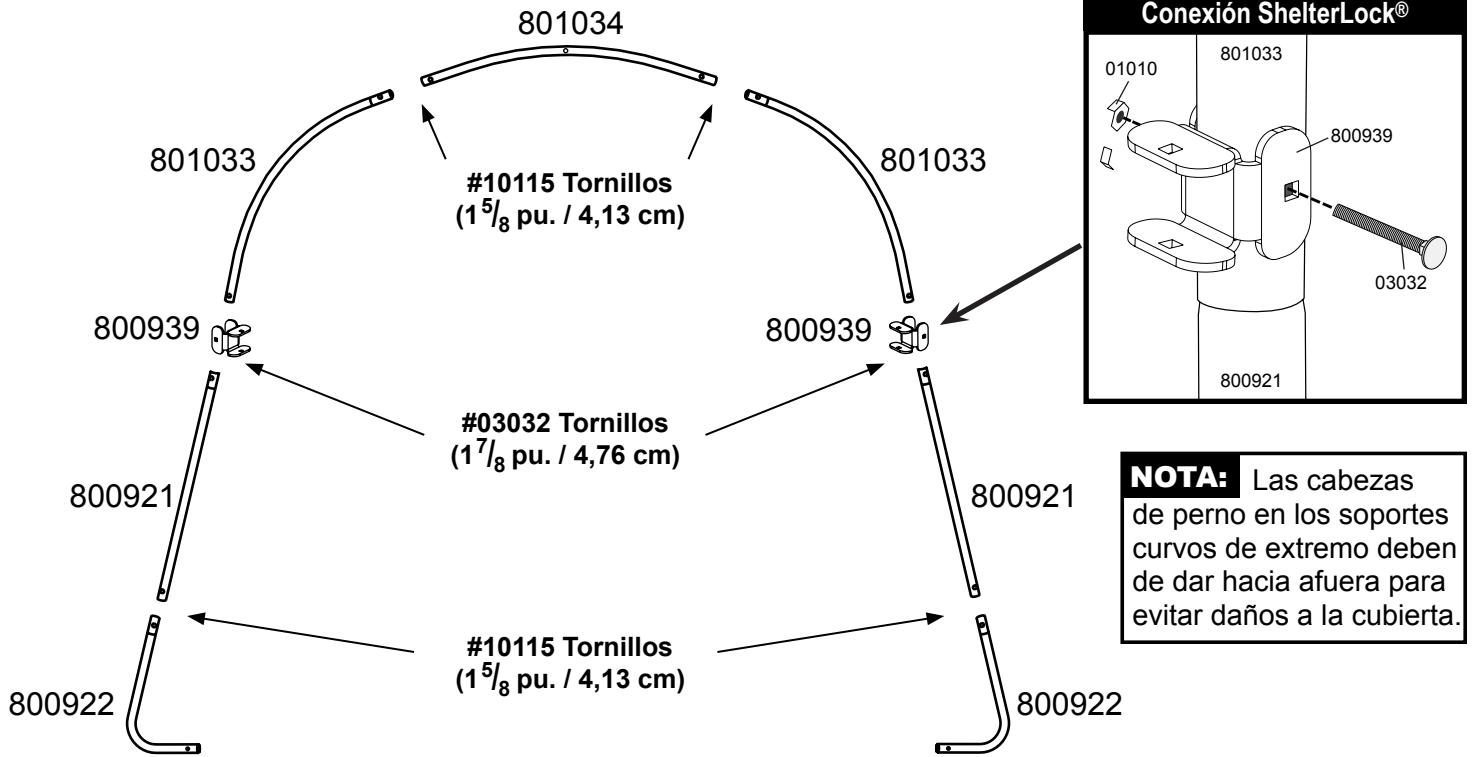 801034
801033
801033
#10115 Tornillos
(1 5/8 pu. / 4,13 cm)
800939
800939
#03032 Tornillos
(1 7/8 pu. / 4,76 cm)
800921
800921
#10115 Tornillos
(1 5/8 pu. / 4,13 cm)
800922
800922
Conexión ShelterLock®
801033
01010
800939
03032
800921
NOTA: Las cabezas
de perno en los soportes
curvos de extremo deben
de dar hacia afuera para
evitar daños a la cubierta.